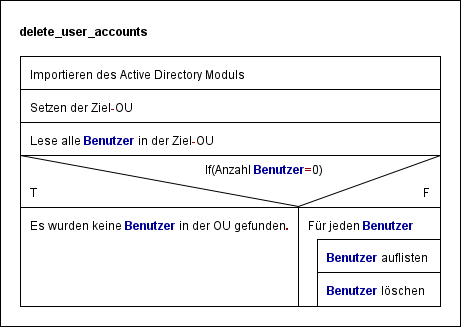 delete_user_accounts
Importieren des Active Directory Moduls
Setzen der Ziel-OU
Lese alle Benutzer in der Ziel-OU
If(Anzahl Benutzer=0)
T
F
Es wurden keine Benutzer in der OU gefunden.
Für jeden Benutzer
Benutzer auflisten
Benutzer löschen